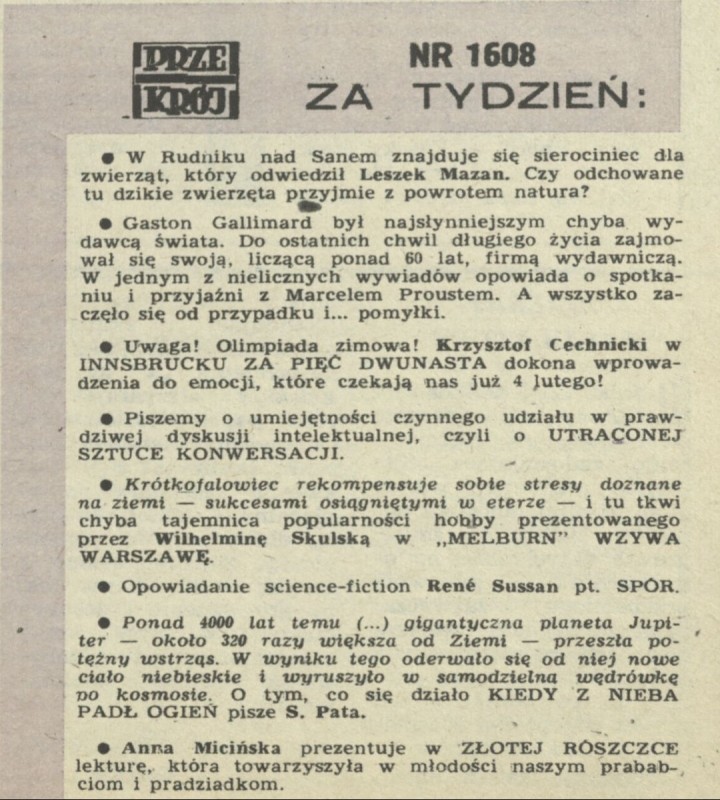 PRZE
KRÓJ
NR 1608
ZA TYDZIEŃ:
● W Rudniku nad Sanem znajduje się sierociniec dla
zwierząt, który odwiedził Leszek Mazan. Czy odchowane
tu dzikie zwierzęta przyjmie z powrotem natura?
● Gaston Gallimard był najsłynniejszym chyba wy-
dawcą świata. Do ostatnich chwil długiego życia zajmo-
wał się swoją, liczącą ponad 60 lat, firmą wydawniczą.
W jednym z nielicznych wywiadów opowiada o spotka-
niu i przyjaźni z Marcelem Proustem. A wszystko za-
częło się od przypadku i... pomyłki.
● Uwaga! Olimpiada zimowa! Krzysztof Cechnicki w
INNSBRUCKU ZA PIĘĆ DWUNASTA dokona wprowa-
dzenia do emocji, które czekają nas już 4 lutego!
● Piszemy o umiejętności czynnego udziału w praw-
dziwej dyskusji intelektualnej, czyli o UTRACONEJ
SZTUCE KONWERSACJI.
● Krótkofalowiec rekompensuje sobie stresy doznane
na ziemi — sukcesami osiągniętymi w eterze — i tu tkwi
chyba tajemnica popularności hobby prezentowanego
przez Wilhelminę Skulską w „MELBURN” WZYWA
WARSZAWĘ.
● Opowiadanie science-fiction René Sussan pt. SPÓR.
● Ponad 4000 lat temu (...) gigantyczna planeta Jupi-
ter — około 320 razy większa od Ziemi — przeszła po-
tężny wstrząs. W wyniku tego oderwało się od niej nowe
ciało niebieskie i wyruszyło w samodzielną wędrówkę
po kosmosie. O tym, co się działo KIEDY Z NIEBA
PADŁ OGIEŃ pisze S. Pata.
● Anna Micińska prezentuje w ZŁOTEJ RÓSZCZCE
lekturę, która towarzyszyła w młodości naszym prabab-
ciom i pradziadkom.